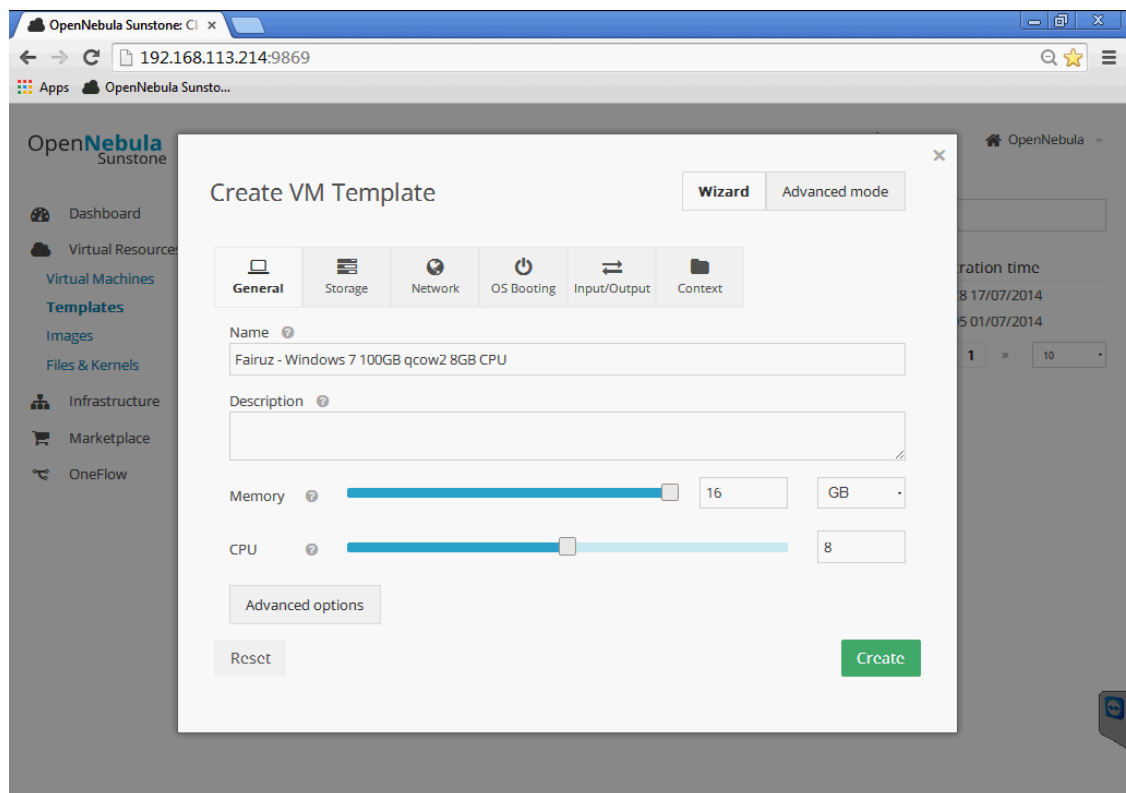 OpenNebula Sunstone: Cl
192.168.113.214:9869
Apps OpenNebula Sunsto...
OpenNebula
Sunstone
OpenNebula
Dashboard
Virtual Resources
Virtual Machines
Templates
Images
Files & Kernels
Infrastructure
Marketplace
OneFlow
Create VM Template
Wizard Advanced mode
General Storage Network OS Booting Input/Output Context
Name
Fairuz - Windows 7 100GB qcow2 8GB CPU
Description
Memory 16 GB
CPU 8
Advanced options
Reset Create
ration time
8 17/07/2014
5 01/07/2014
1 » 10